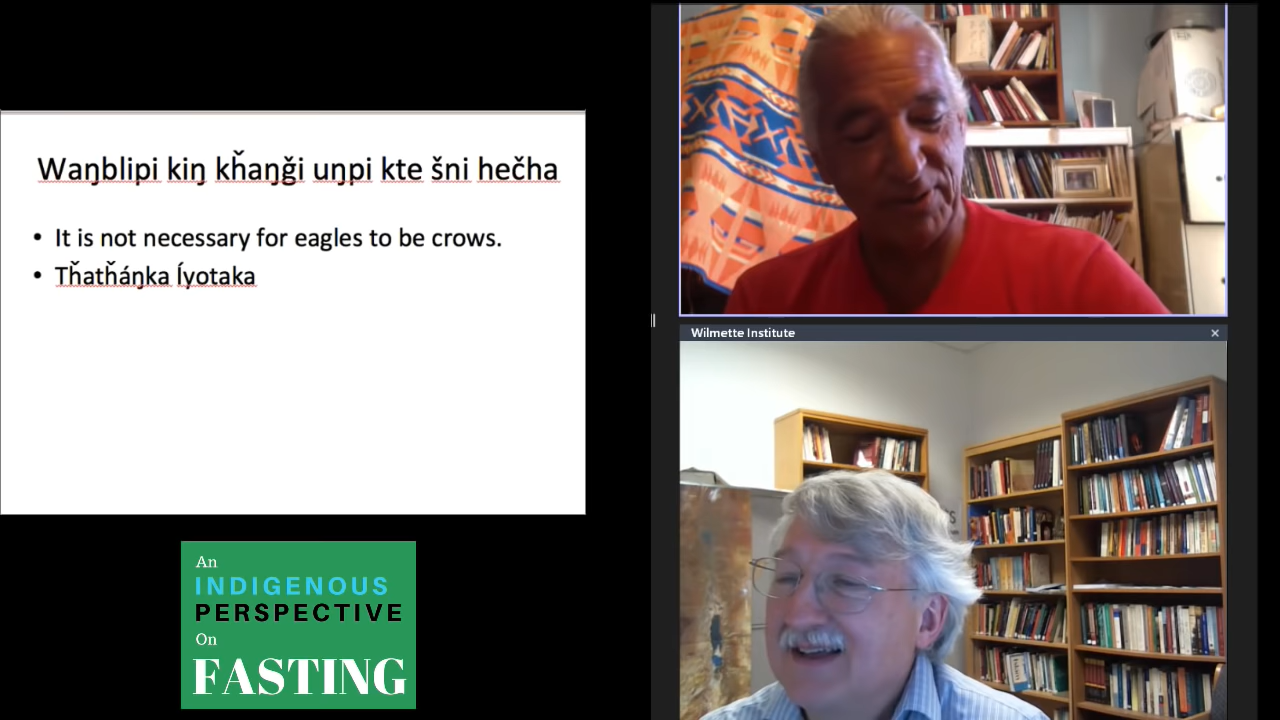 Waŋblipi kiŋ kȟaŋği uŋpi kte šni hečha
• It is not necessary for eagles to be crows.
• Tȟatȟáŋka Íyotaka
An
INDIGENOUS
PERSPECTIVE
On
FASTING
Wilmette Institute